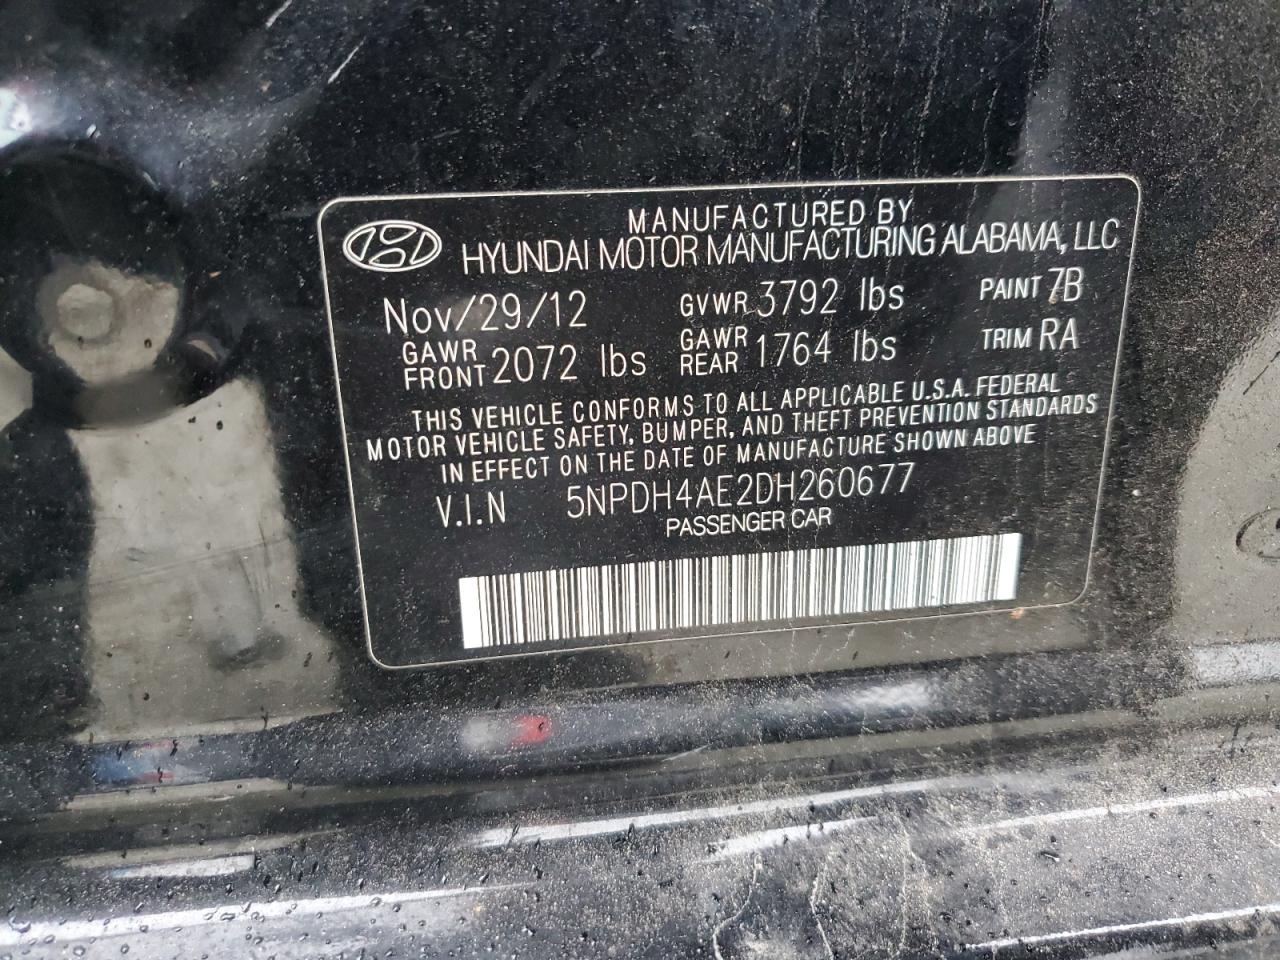 MANUFACTURED BY
HYUNDAI MOTOR MANUFACTURING ALABAMA, LLC
Nov/29/12 GVWR 3792 lbs PAINT 7B
GAWR FRONT 2072 lbs GAWR REAR 1764 lbs TRIM RA
THIS VEHICLE CONFORMS TO ALL APPLICABLE U.S.A. FEDERAL
MOTOR VEHICLE SAFETY, BUMPER, AND THEFT PREVENTION STANDARDS
IN EFFECT ON THE DATE OF MANUFACTURE SHOWN ABOVE
V.I.N 5NPDH4AE2DH260677
PASSENGER CAR